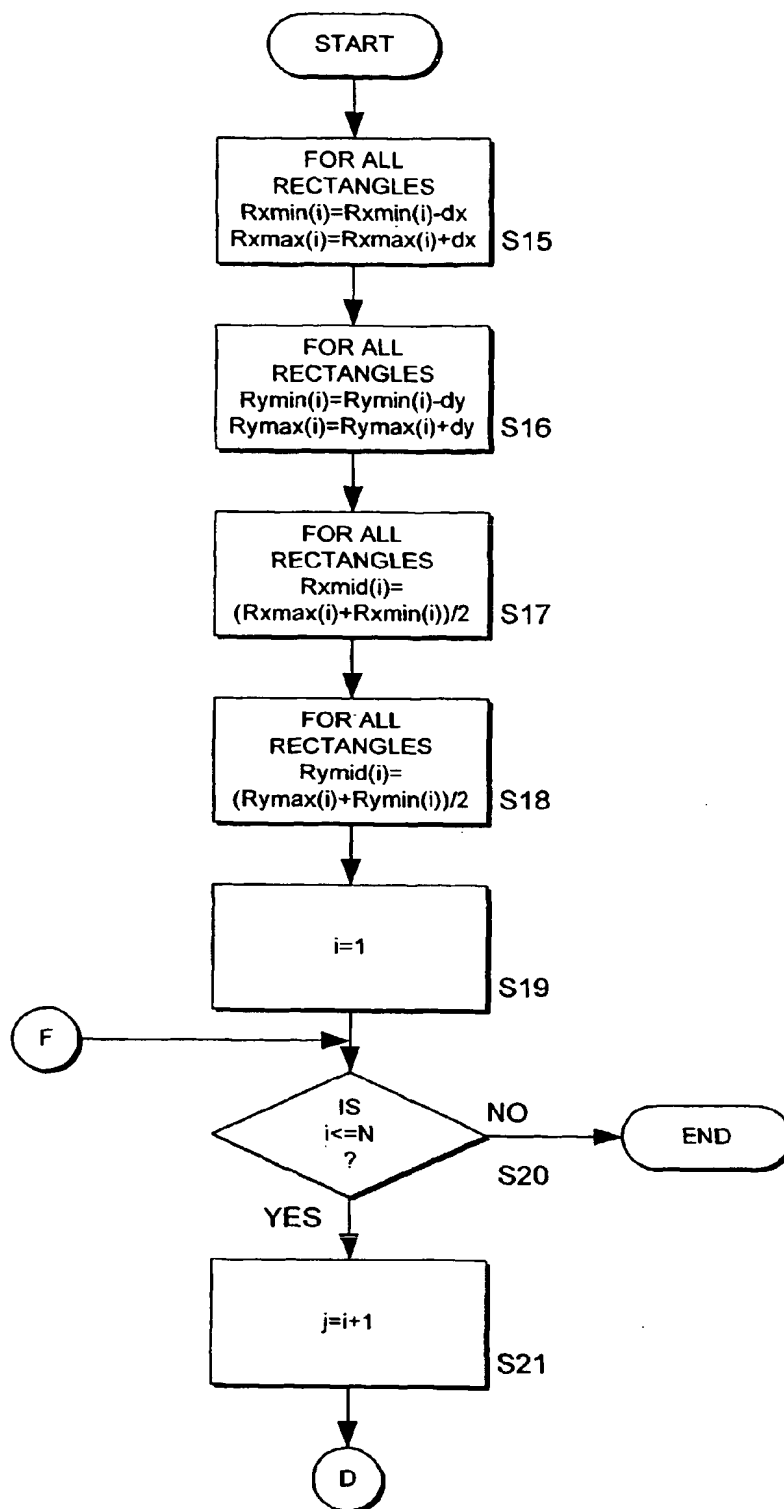 START
FOR ALL
RECTANGLES
Rxmin(i)=Rxmin(i)-dx
Rxmax(i)=Rxmax(i)+dx
S15
FOR ALL
RECTANGLES
Rymin(i)=Rymin(i)-dy
Rymax(i)=Rymax(i)+dy
S16
FOR ALL
RECTANGLES
Rxmid(i)=
(Rxmax(i)+Rxmin(i))/2
S17
FOR ALL
RECTANGLES
Rymid(i)=
(Rymax(i)+Rymin(i))/2
S18
i=1
S19
F
IS
i<=N
?
NO
END
S20
YES
j=i+1
S21
D